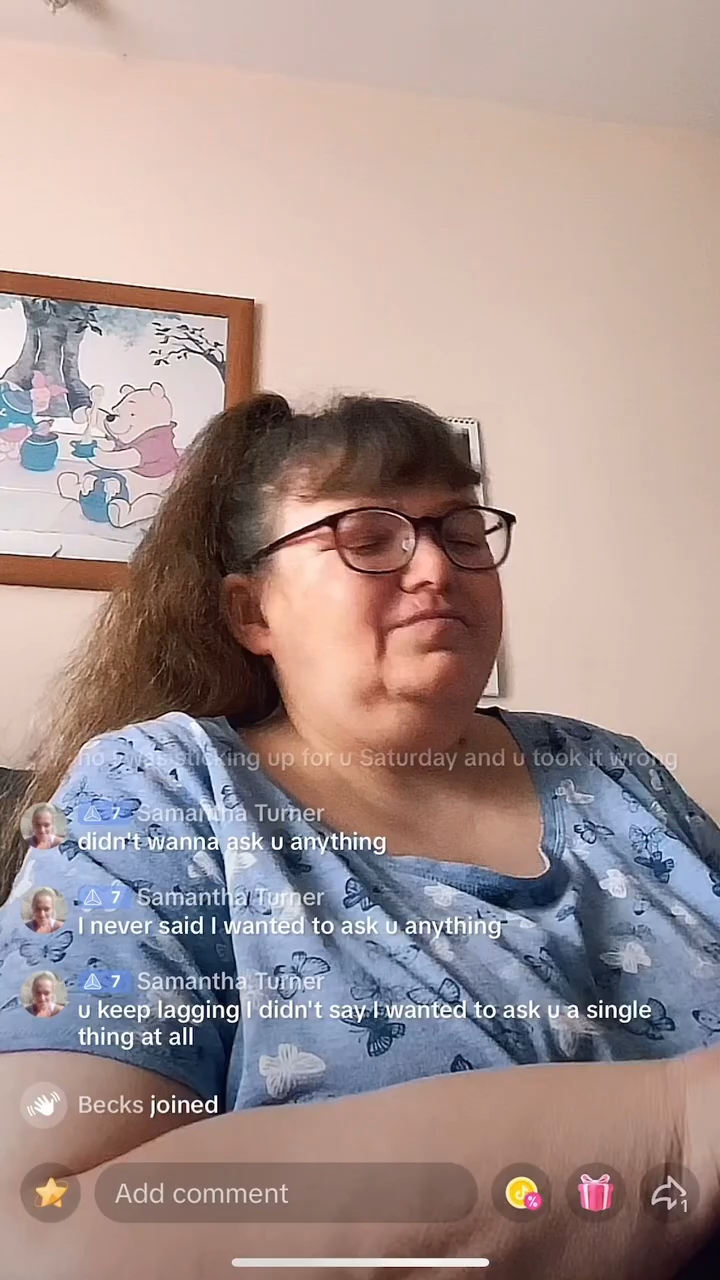 no I was sticking up for u Saturday and u took it wrong
7 Samantha Turner
didn't wanna ask u anything
7 Samantha Turner
I never said I wanted to ask u anything
7 Samantha Turner
u keep lagging I didn't say I wanted to ask u a single
thing at all
Becks joined
Add comment
%
1